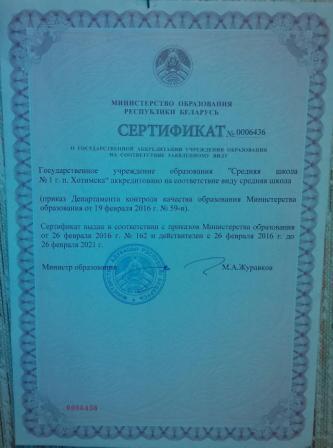 МИНИСТЕРСТВО ОБРАЗОВАНИЯ
РЕСПУБЛИКИ БЕЛАРУСЬ
СЕРТИФИКАТ № 0006436
О ГОСУДАРСТВЕННОЙ АККРЕДИТАЦИИ УЧРЕЖДЕНИЯ ОБРАЗОВАНИЯ
НА СООТВЕТСТВИЕ ЗАЯВЛЕННОМУ ВИДУ
Государственное учреждение образования "Средняя школа
№ 1 г. п. Хотимска" аккредитовано на соответствие виду средняя школа
(приказ Департамента контроля качества образования Министерства
образования от 19 февраля 2016 г. № 59-и).
Сертификат выдан в соответствии с приказом Министерства образования
от 26 февраля 2016 г. № 162 и действителен с 26 февраля 2016 г. до
26 февраля 2021 г.
Министр образования М.А.Журавков
0006436